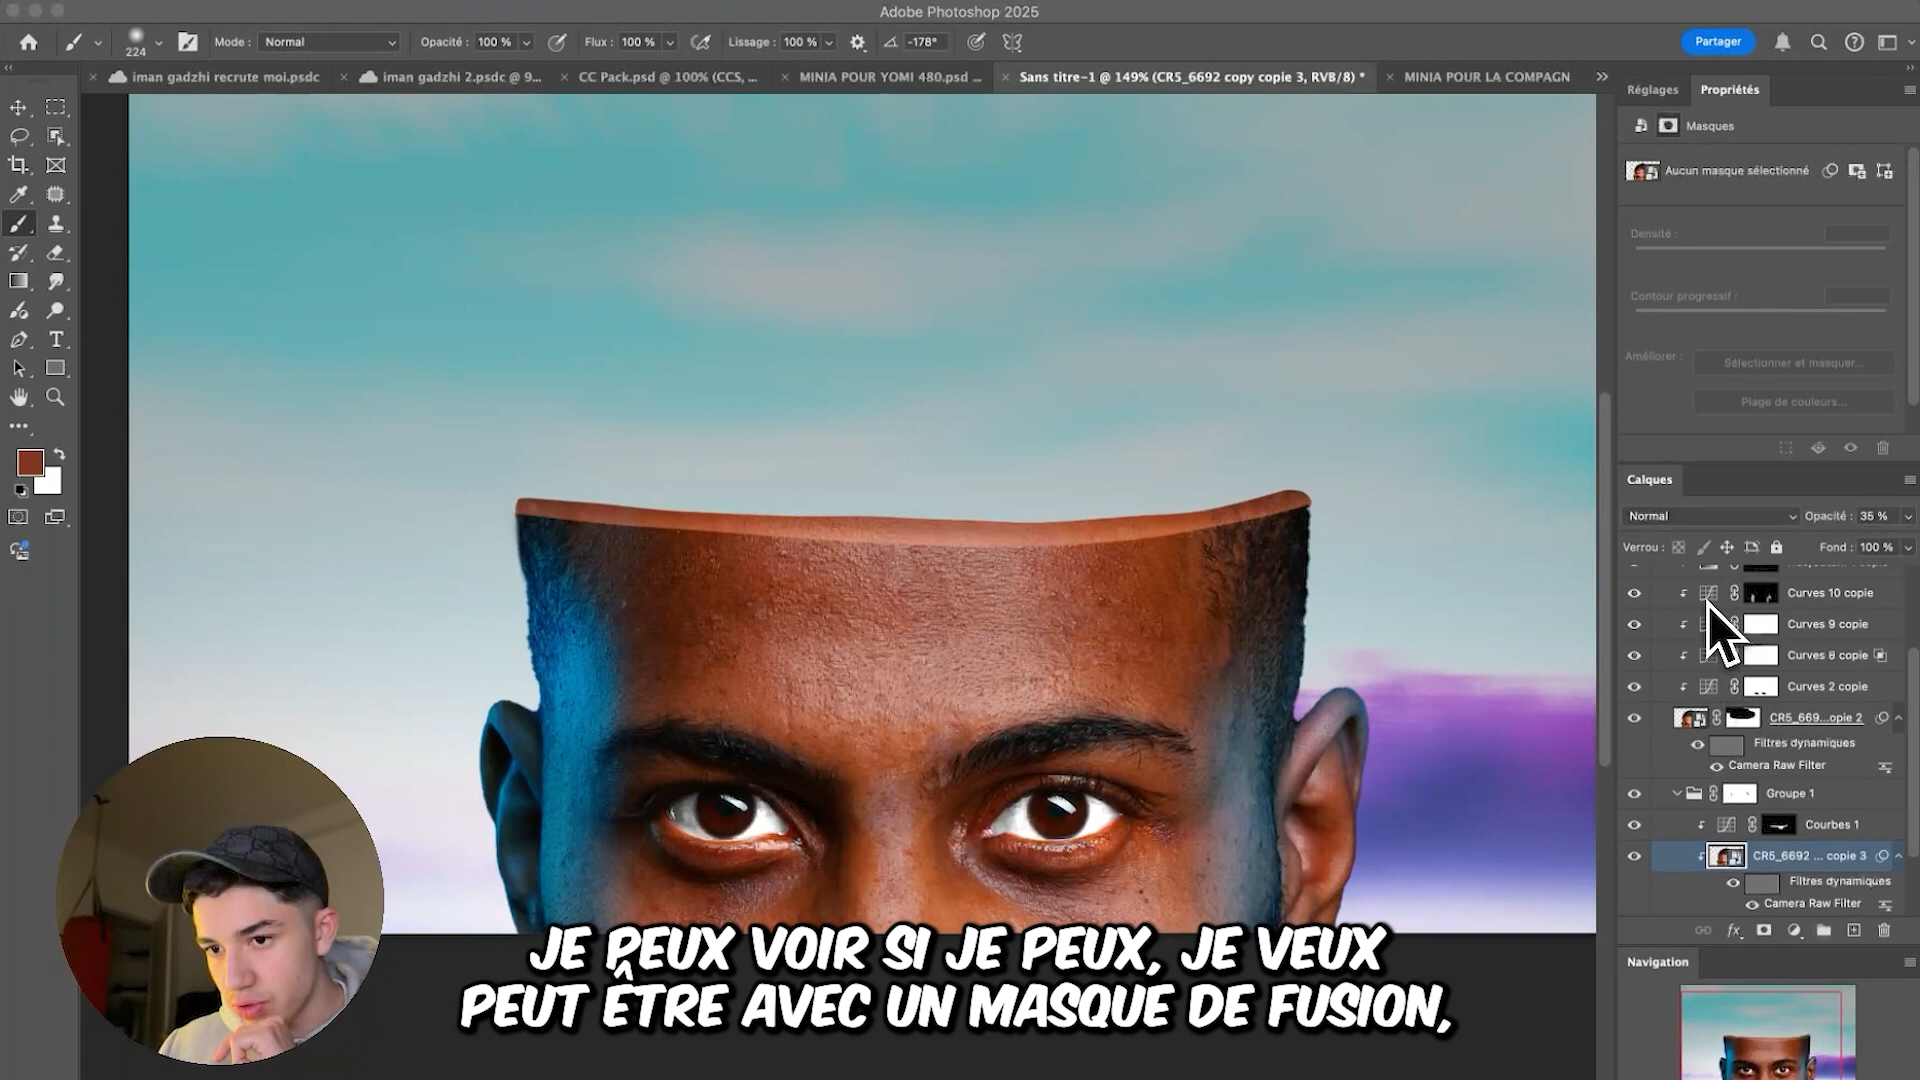 Adobe Photoshop 2025
224
Mode : Normal
Opacité : 100 %
Flux : 100 %
Lissage : 100 %
-178°
Partager
iman gadzhi recrute moi.psdc
iman gadzhi 2.psdc @ 9...
CC Pack.psd @ 100% (CCS, ...
MINIA POUR YOMI 480.psd ...
Sans titre-1 @ 149% (CR5_6692 copy copie 3, RVB/8) *
MINIA POUR LA COMPAGN
Réglages
Propriétés
Masques
Aucun masque sélectionné
Densité :
Contour progressif :
Améliorer :
Sélectionner et masquer...
Plage de couleurs...
Calques
Normal
Opacité : 35 %
Verrou :
Fond : 100 %
Curves 10 copie
Curves 9 copie
Curves 8 copie
Curves 2 copie
CR5_669...opie 2
Filtres dynamiques
Camera Raw Filter
Groupe 1
Courbes 1
CR5_6692 ... copie 3
Filtres dynamiques
Camera Raw Filter
fx
Navigation
JE PEUX VOIR SI JE PEUX, JE VEUX
PEUT ÊTRE AVEC UN MASQUE DE FUSION,